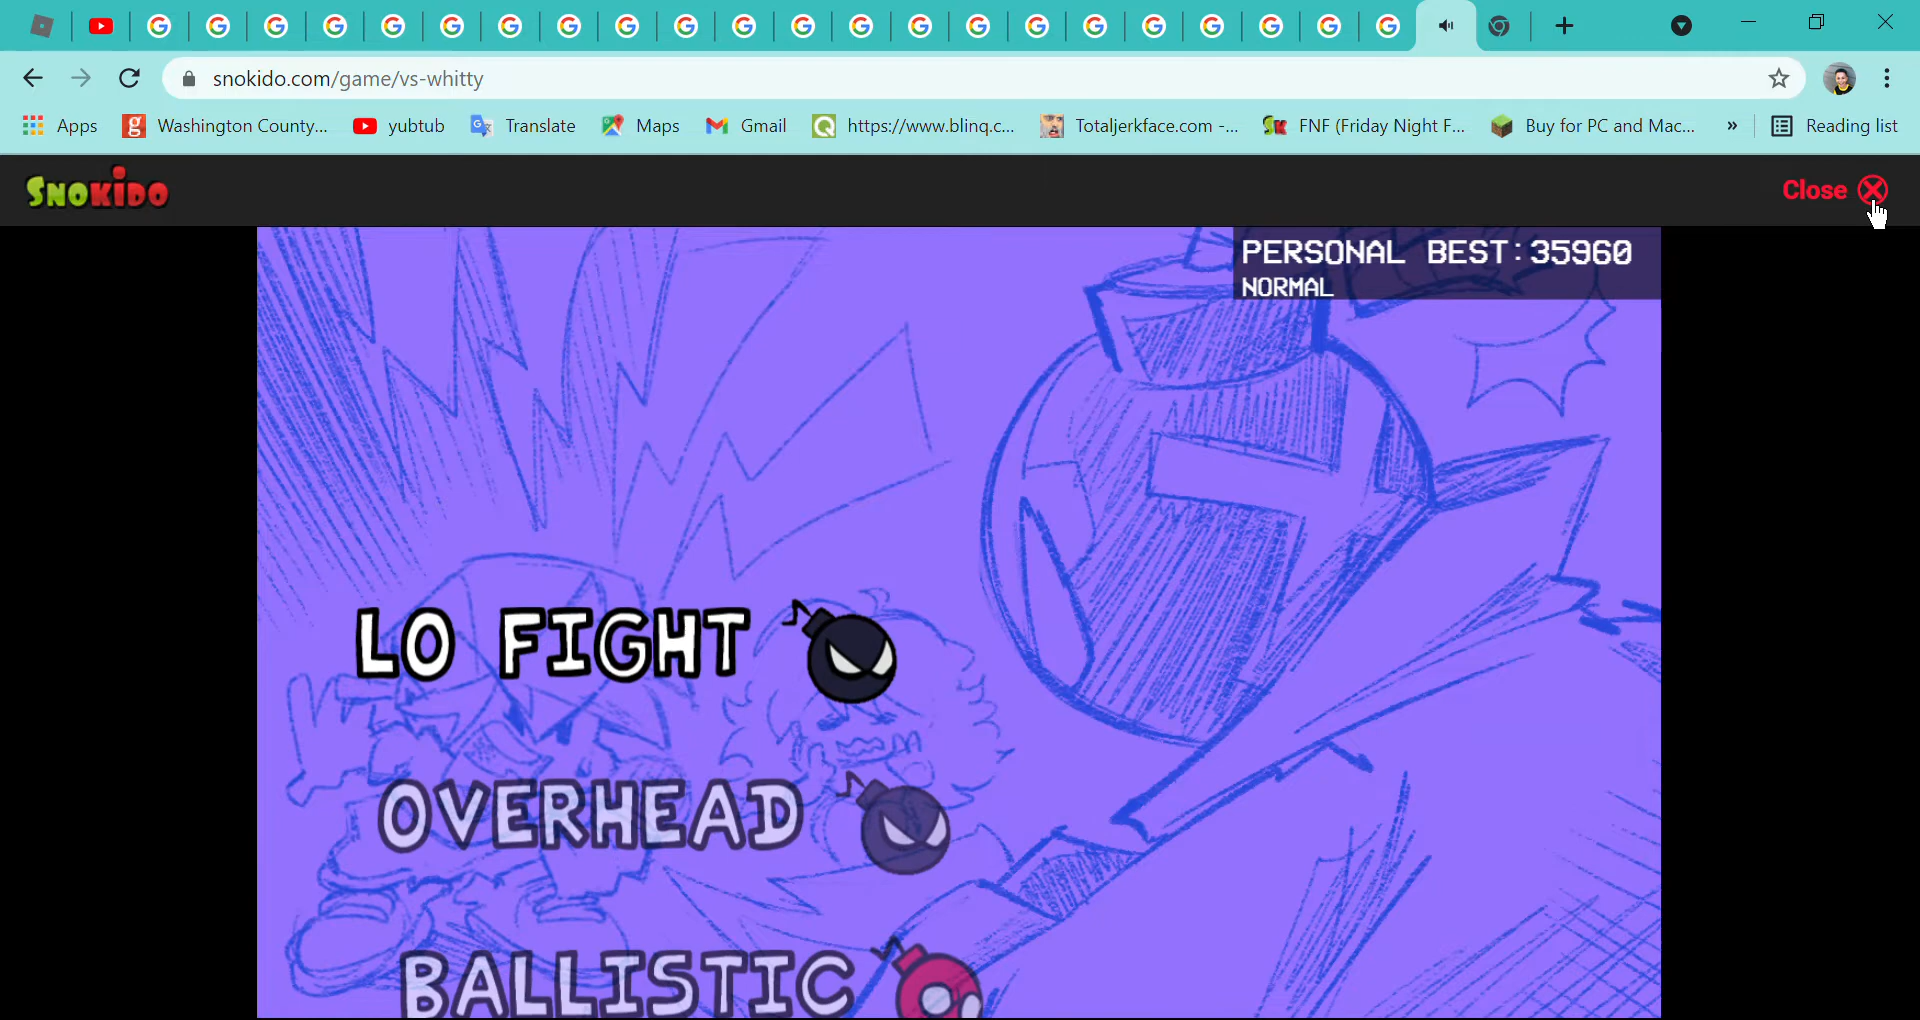 snokido.com/game/vs-whitty
Apps
Washington County...
yubtub
Translate
Maps
Gmail
https://www.blinq.c...
Totaljerkface.com -...
FNF (Friday Night F...
Buy for PC and Mac...
»
Reading list
SNOKIDO
Close
PERSONAL BEST:35960
NORMAL
LO FIGHT
OVERHEAD
BALLISTIC